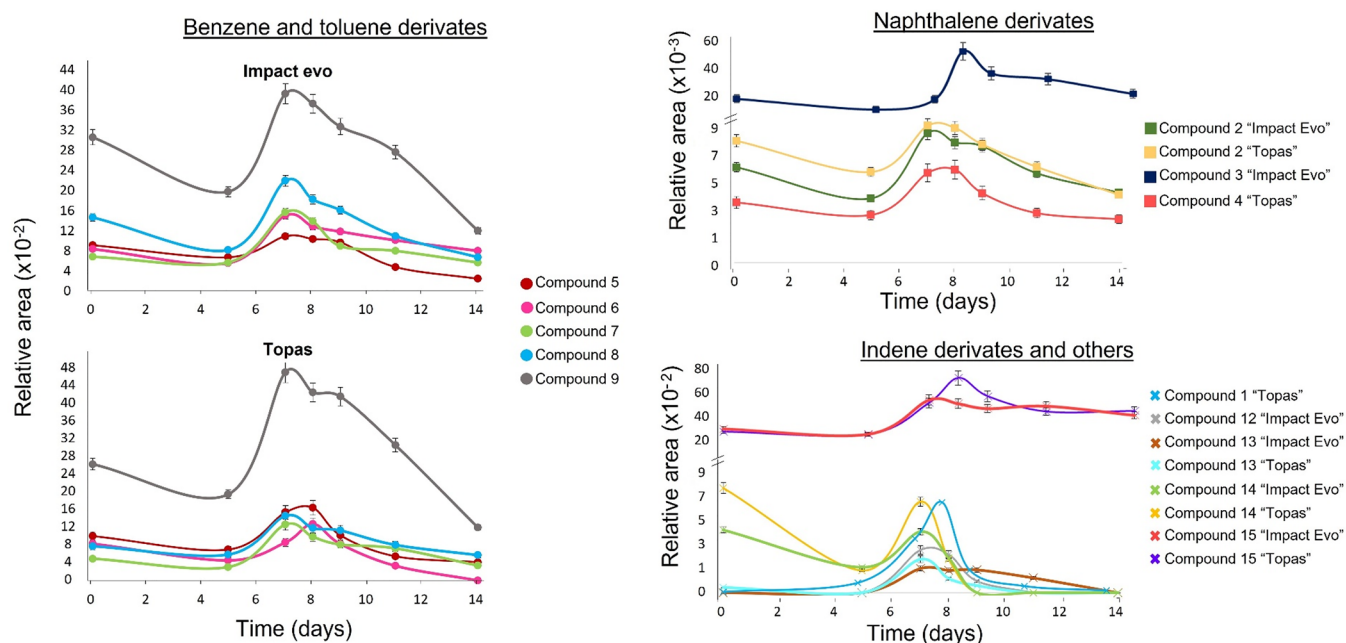 Benzene and toluene derivates
Impact evo
Relative area (x10-2)
44
40
36
32
28
24
20
16
12
8
4
0
0 2 4 6 8 10 12 14
Topas
48
44
40
36
32
28
24
20
16
12
8
4
0
0 2 4 6 8 10 12 14
Time (days)
Compound 5
Compound 6
Compound 7
Compound 8
Compound 9
Naphthalene derivates
Relative area (x10-3)
60
40
20
9
7
5
3
1
0
0 2 4 6 8 10 12 14
Time (days)
Compound 2 “Impact Evo”
Compound 2 “Topas”
Compound 3 “Impact Evo”
Compound 4 “Topas”
Indene derivates and others
Relative area (x10-2)
80
60
40
20
9
7
5
3
1
0
0 2 4 6 8 10 12 14
Time (days)
Compound 1 “Topas”
Compound 12 “Impact Evo”
Compound 13 “Impact Evo”
Compound 13 “Topas”
Compound 14 “Impact Evo”
Compound 14 “Topas”
Compound 15 “Impact Evo”
Compound 15 “Topas”